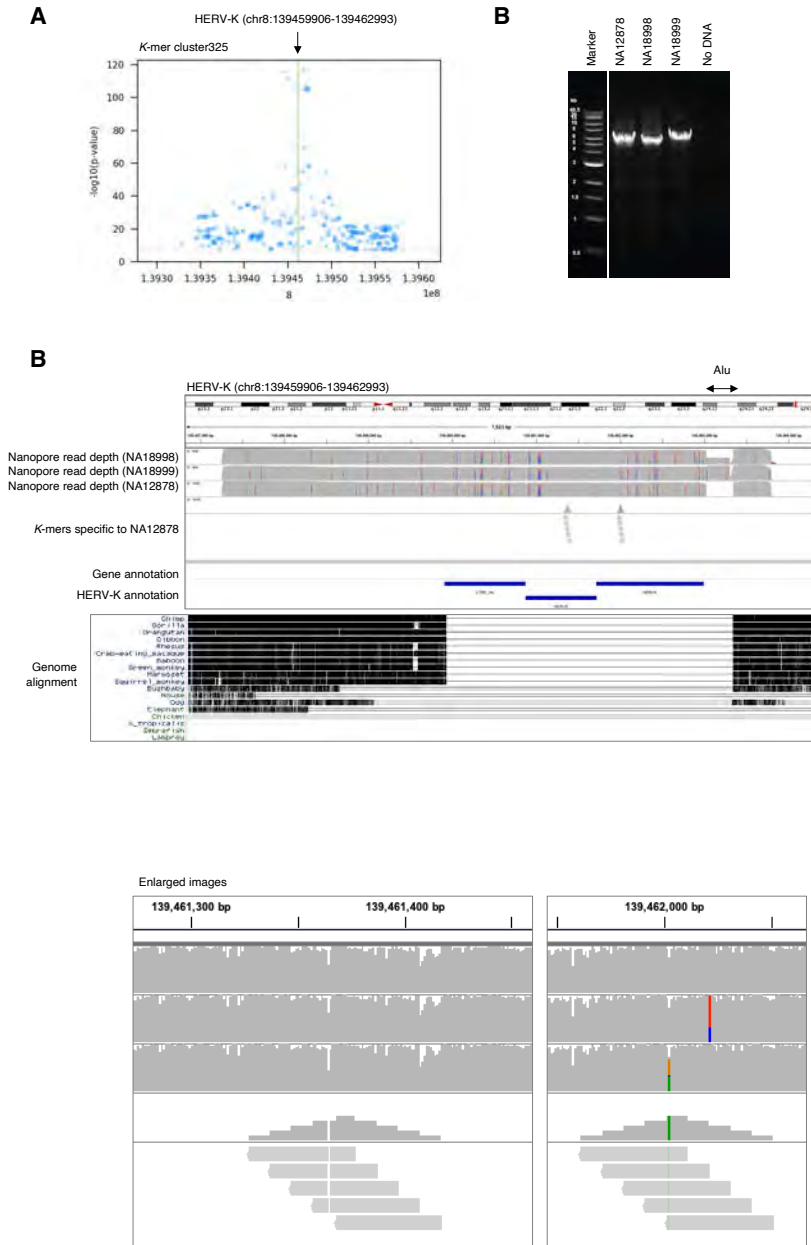 A
HERV-K (chr8:139459906-139462993)
K-mer cluster325
-log10(p-value)
120
100
80
60
40
20
0
1.3930 1.3935 1.3940 1.3945 1.3950 1.3955 1.3960
8
1e8
B
Marker
NA12878
NA18998
NA18999
No DNA
B
HERV-K (chr8:139459906-139462993)
Alu
Nanopore read depth (NA18998)
Nanopore read depth (NA18999)
Nanopore read depth (NA12878)
K-mers specific to NA12878
Gene annotation
HERV-K annotation
Genome
alignment
Chimp
Gorilla
Orangutan
Gibbon
Rhesus
Crab-eating_macaque
Baboon
Green_monkey
Marmoset
Squirrel_monkey
Bushbaby
Mouse
Dog
Elephant
Chicken
X_tropicalis
Zebrafish
Lamprey
Enlarged images
139,461,300 bp 139,461,400 bp
139,462,000 bp